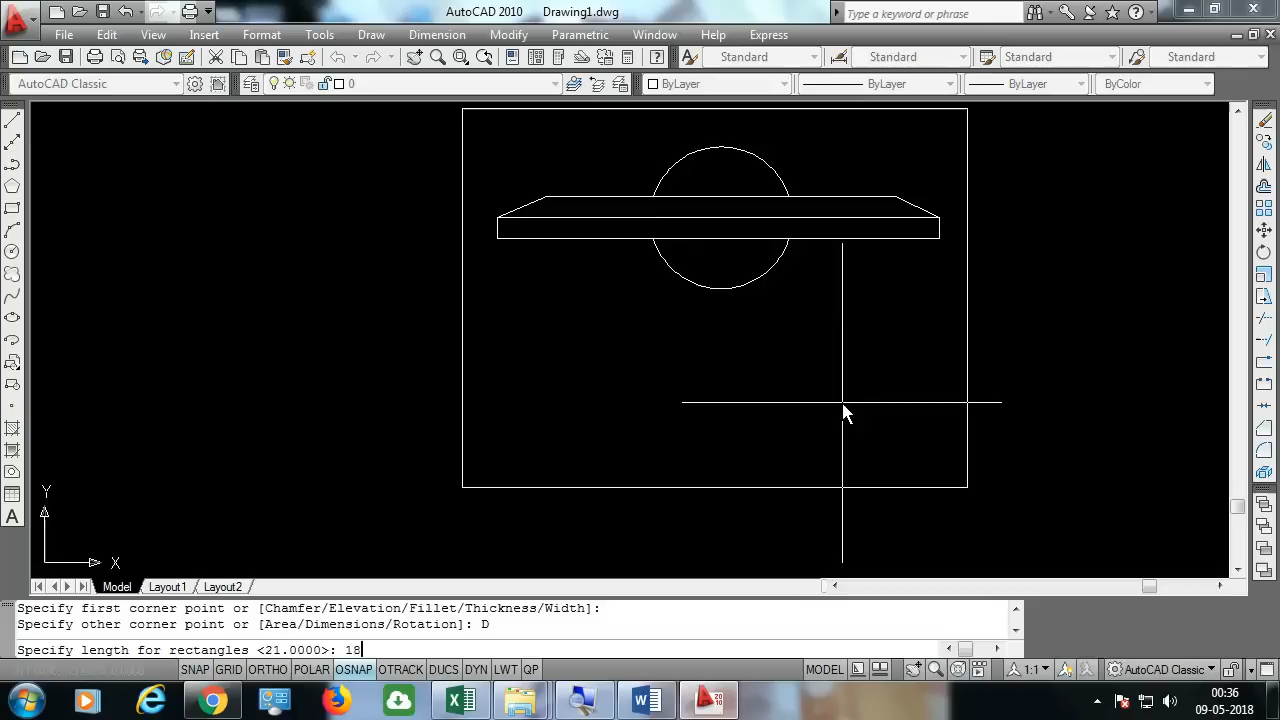 AutoCAD 2010 Drawing1.dwg
Type a keyword or phrase
File Edit View Insert Format Tools Draw Dimension Modify Parametric Window Help Express
Standard Standard Standard Standard
AutoCAD Classic 0 ByLayer ByLayer ByLayer ByColor
A
Y
X
Model Layout1 Layout2
Specify first corner point or [Chamfer/Elevation/Fillet/Thickness/Width]:
Specify other corner point or [Area/Dimensions/Rotation]: D
Specify length for rectangles <21.0000>: 18
SNAP GRID ORTHO POLAR OSNAP OTRACK DUCS DYN LWT QP MODEL 1:1 AutoCAD Classic
00:36
09-05-2018